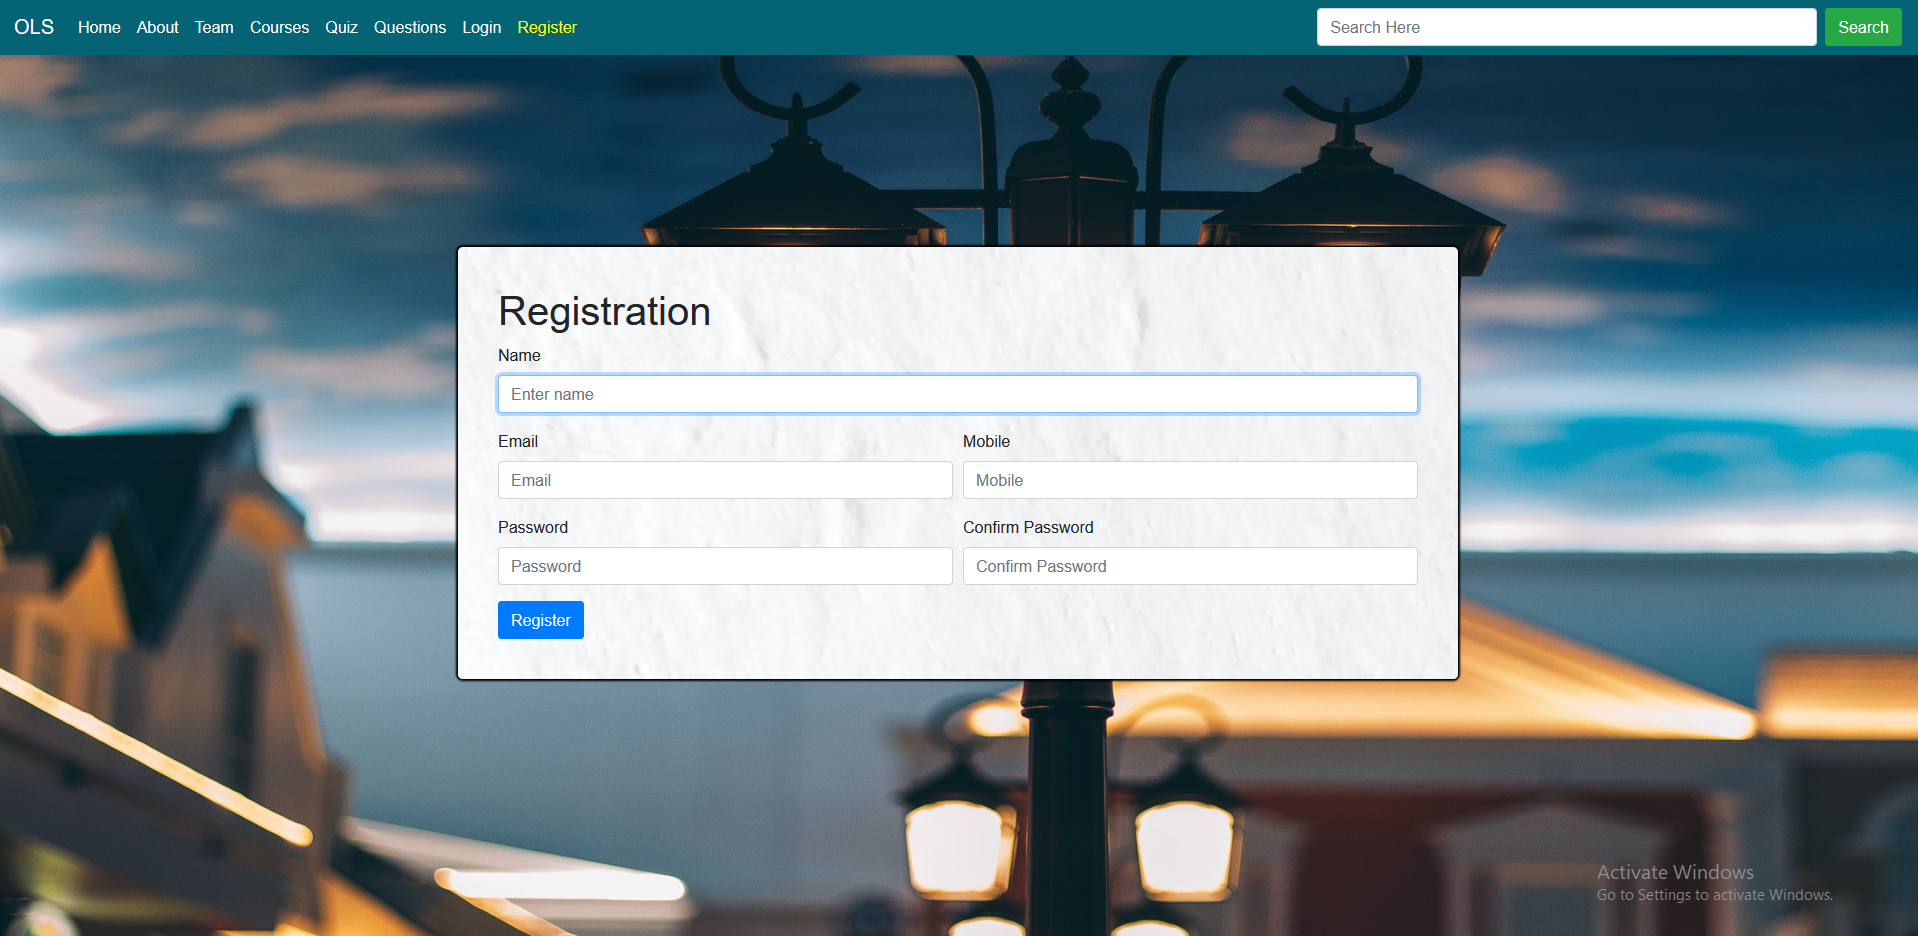 OLS Home About Team Courses Quiz Questions Login Register Search Here Search
Registration
Name
Enter name
Email Mobile
Email Mobile
Password Confirm Password
Password Confirm Password
Register
Activate Windows
Go to Settings to activate Windows.